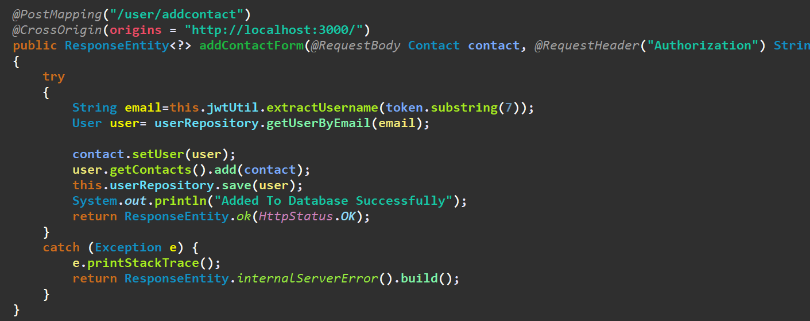 @PostMapping("/user/addcontact")
@CrossOrigin(origins = "http://localhost:3000/")
public ResponseEntity<?> addContactForm(@RequestBody Contact contact, @RequestHeader("Authorization") Stri
{
try
{
String email=this.jwtUtil.extractUsername(token.substring(7));
User user= userRepository.getUserByEmail(email);
contact.setUser(user);
user.getContacts().add(contact);
this.userRepository.save(user);
System.out.println("Added To Database Successfully");
return ResponseEntity.ok(HttpStatus.OK);
}
catch (Exception e) {
e.printStackTrace();
return ResponseEntity.internalServerError().build();
}
}